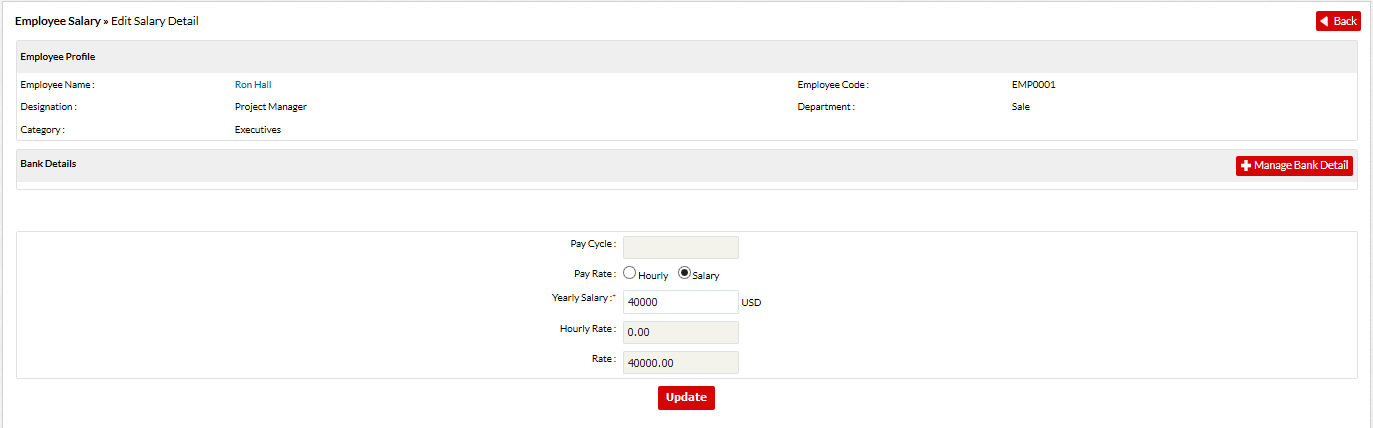 Employee Salary » Edit Salary Detail
Back
Employee Profile
Employee Name : Ron Hall Employee Code : EMP0001
Designation : Project Manager Department : Sale
Category : Executives
Bank Details
Manage Bank Detail
Pay Cycle :
Pay Rate : Hourly Salary
Yearly Salary :* 40000 USD
Hourly Rate : 0.00
Rate : 40000.00
Update